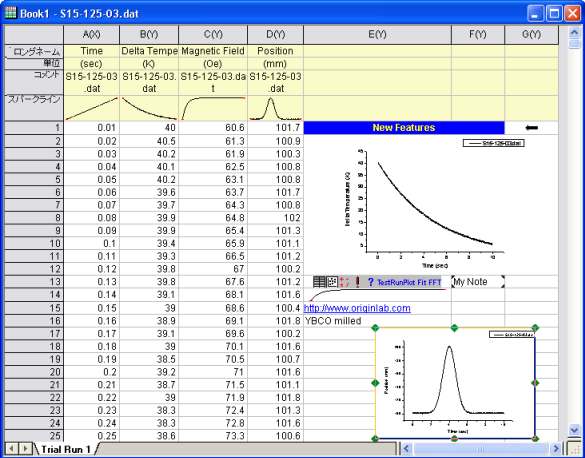 Book1 - S15-125-03.dat
A(X) B(Y) C(Y) D(Y) E(Y) F(Y) G(Y)
ロングネーム Time Delta Tempe Magnetic Field Position
単位 (sec) (K) (Oe) (mm)
コメント S15-125-03.dat S15-125-03.dat S15-125-03.dat S15-125-03.dat
スパークライン
1 0.01 40 60.6 101.7 New Features
2 0.02 40.5 61.3 100.9
3 0.03 40.2 61.9 100.3
4 0.04 40.1 62.5 100.8
5 0.05 40.2 63.1 100.8
6 0.06 39.6 63.7 101.7
7 0.07 39.7 64.3 100.8
8 0.08 39.9 64.8 102
9 0.09 39.9 65.4 101.2
10 0.1 39.4 65.9 101.1
11 0.11 39.3 66.5 101.2
12 0.12 39.8 67 100.2
13 0.13 39.8 67.6 101.2 ? TestRunPlot Fit FFT My Note
14 0.14 39.1 68.1 101.6
15 0.15 39 68.6 100.4 http://www.originlab.com
16 0.16 38.9 69.1 101.8 YBCO milled
17 0.17 39.1 69.6 100.2
18 0.18 39 70.1 101.6
19 0.19 38.5 70.5 100.7
20 0.2 39.2 71 101.6
21 0.21 38.7 71.5 101.1
22 0.22 39 71.9 101.8
23 0.23 38.3 72.4 101.3
24 0.24 38.3 72.8 101.6
25 0.25 38.6 73.3 100.6
S15-125-03.dat
Delta Temperature (K)
Time (sec)
0 2 4 6 8 10
S15-125-03.dat
Position (mm)
Time (sec)
Trial Run 1